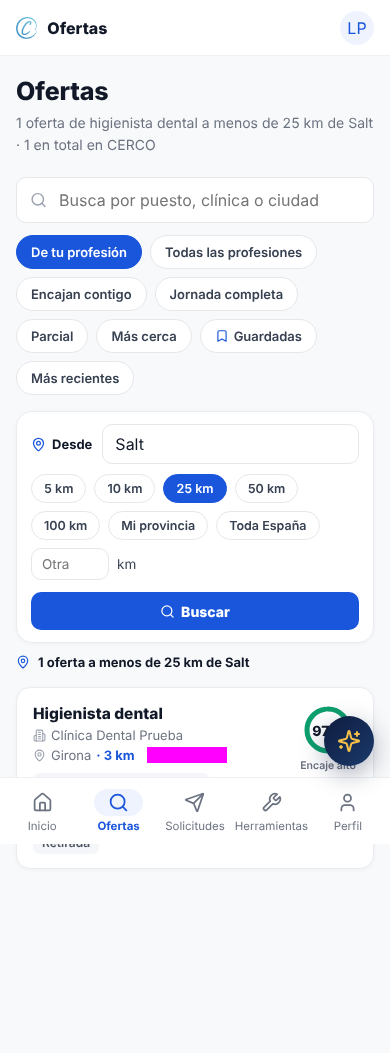 Ofertas
LP
Ofertas
1 oferta de higienista dental a menos de 25 km de Salt
· 1 en total en CERCO
Busca por puesto, clínica o ciudad
De tu profesión
Todas las profesiones
Encajan contigo
Jornada completa
Parcial
Más cerca
Guardadas
Más recientes
Desde
Salt
5 km
10 km
25 km
50 km
100 km
Mi provincia
Toda España
Otra
km
Buscar
1 oferta a menos de 25 km de Salt
Higienista dental
Clínica Dental Prueba
Girona · 3 km
97
Encaje alto
Inicio
Ofertas
Solicitudes
Herramientas
Perfil
Retirada